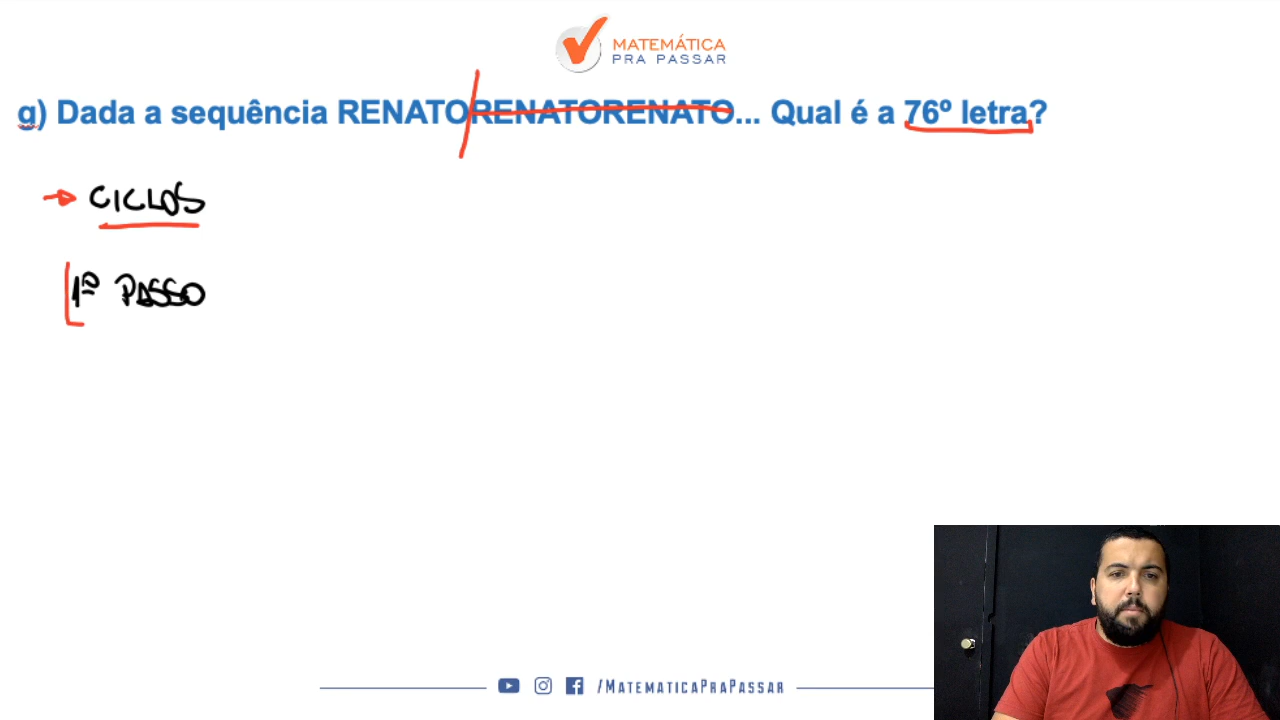 MATEMÁTICA
PRA PASSAR
g) Dada a sequência RENATORENATORENATO... Qual é a 76º letra?
CICLOS
1º PASSO
/MATEMATICAPRAPASSAR